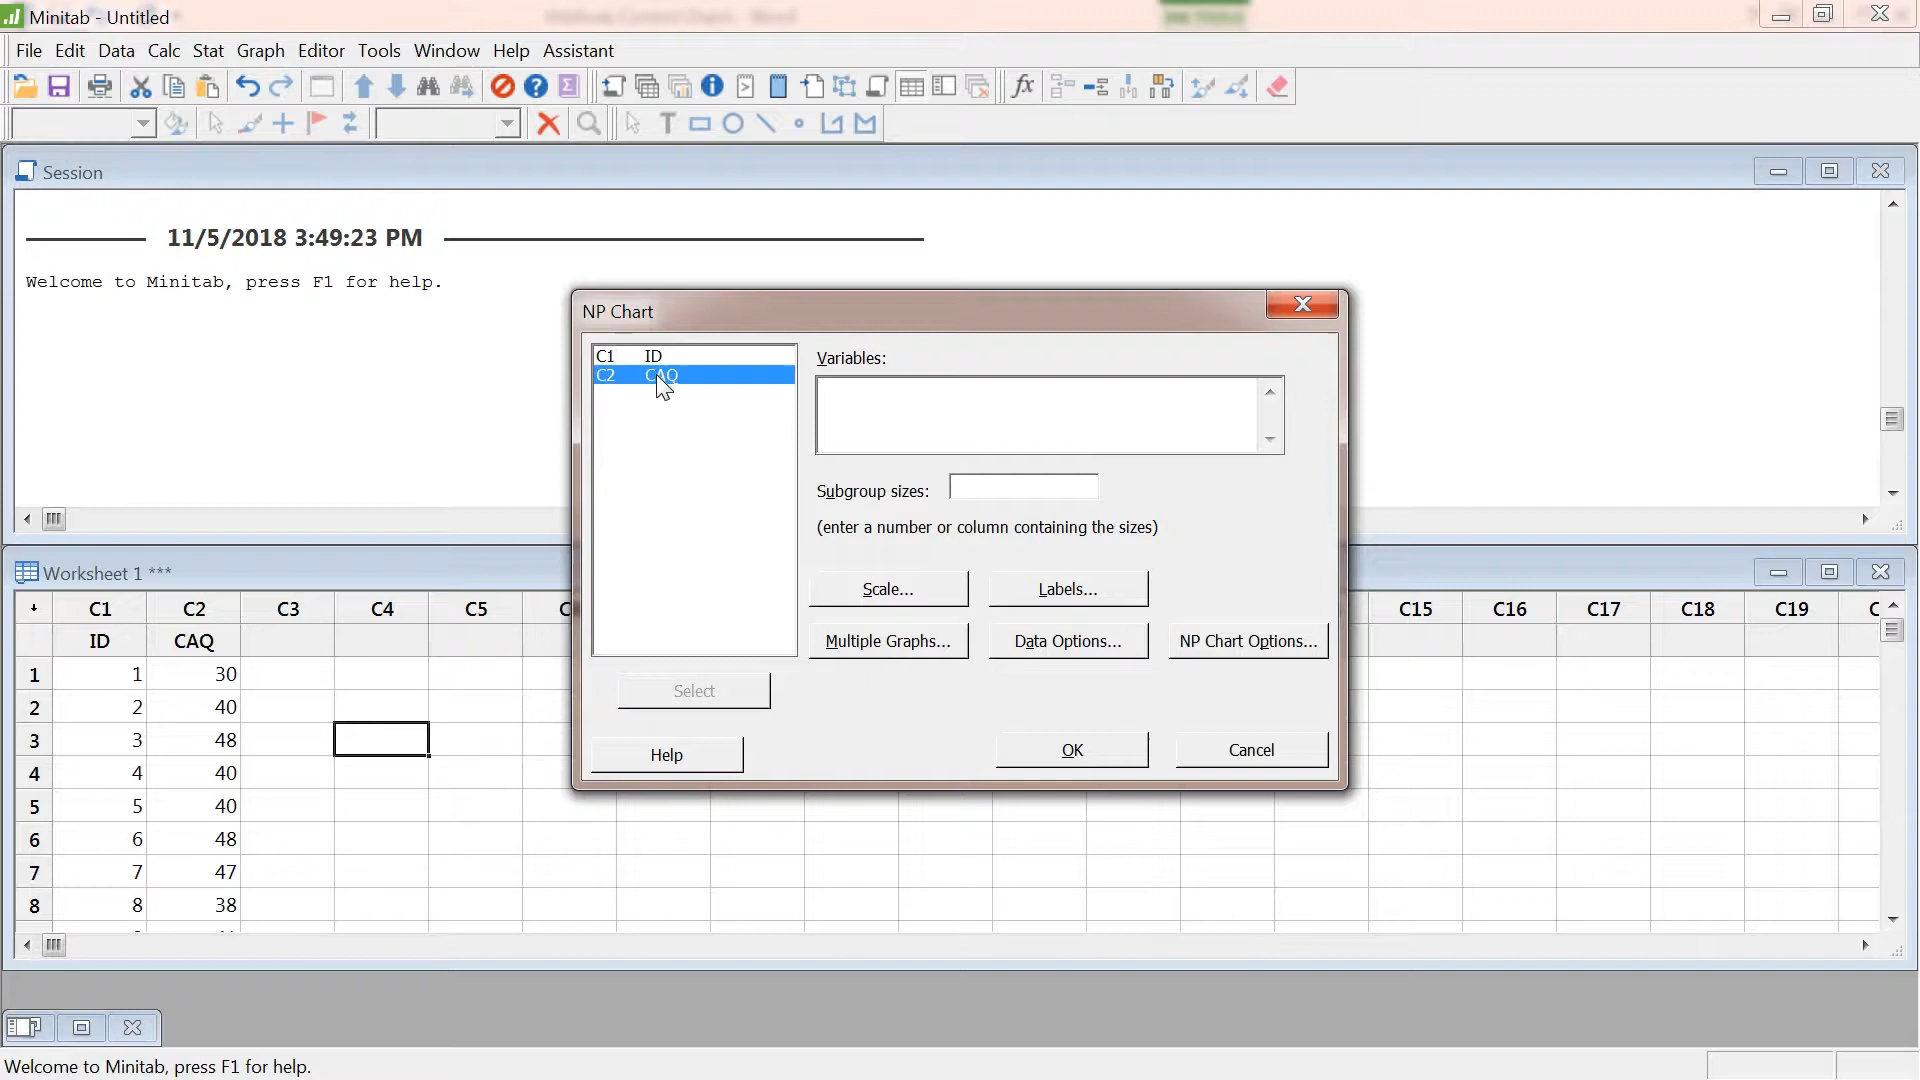 Minitab - Untitled
File Edit Data Calc Stat Graph Editor Tools Window Help Assistant
Session
11/5/2018 3:49:23 PM
Welcome to Minitab, press F1 for help.
NP Chart
C1 ID
C2 CAQ
Variables:
Subgroup sizes:
(enter a number or column containing the sizes)
Scale... Labels...
Multiple Graphs... Data Options... NP Chart Options...
Select
Help OK Cancel
Worksheet 1 ***
C1 C2 C3 C4 C5 C15 C16 C17 C18 C19
ID CAQ
1 1 30
2 2 40
3 3 48
4 4 40
5 5 40
6 6 48
7 7 47
8 8 38
Welcome to Minitab, press F1 for help.